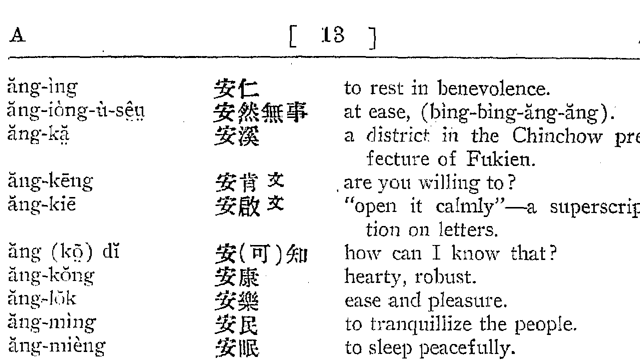 A [ 13 ]
ăng-ìng 安仁 to rest in benevolence.
ăng-iòng-ù-sê̤ṳ 安然無事 at ease, (bìng-bìng-ăng-ăng).
ăng-kă̤ 安溪 a district in the Chinchow pre
fecture of Fukien.
ăng-kēng 安肯 文 are you willing to?
ăng-kiē 安啟 文 "open it calmly"—a superscrip
tion on letters.
ăng (kō̤) dĭ 安(可)知 how can I know that?
ăng-kŏng 安康 hearty, robust.
ăng-lŏk 安樂 ease and pleasure.
ăng-mìng 安民 to tranquillize the people.
ăng-mièng 安眠 to sleep peacefully.